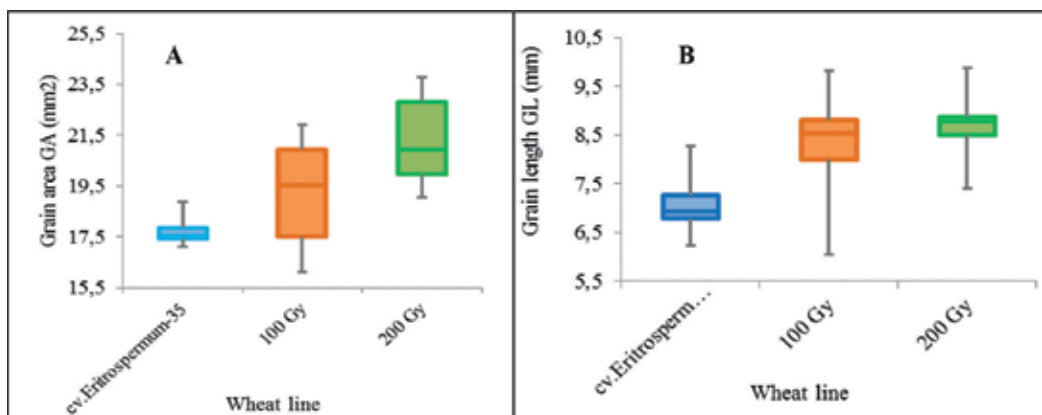 A
Grain area GA (mm2)
25,5
23,5
21,5
19,5
17,5
15,5
cv.Eritrospermum-35
100 Gy
200 Gy
Wheat line
B
Grain length GL (mm)
10,5
9,5
8,5
7,5
6,5
5,5
cv.Eritrosperm…
100 Gy
200 Gy
Wheat line